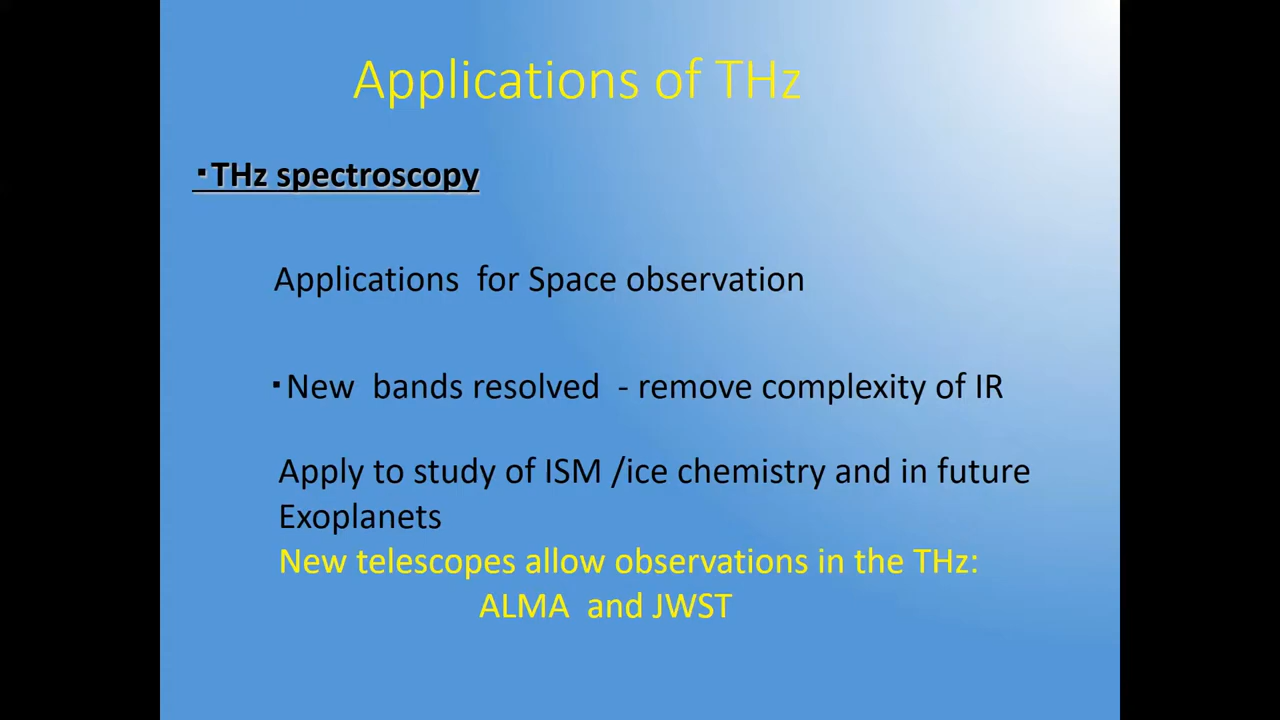 Applications of THz
▪THz spectroscopy
Applications for Space observation
▪New bands resolved - remove complexity of IR
Apply to study of ISM /ice chemistry and in future
Exoplanets
New telescopes allow observations in the THz:
ALMA and JWST